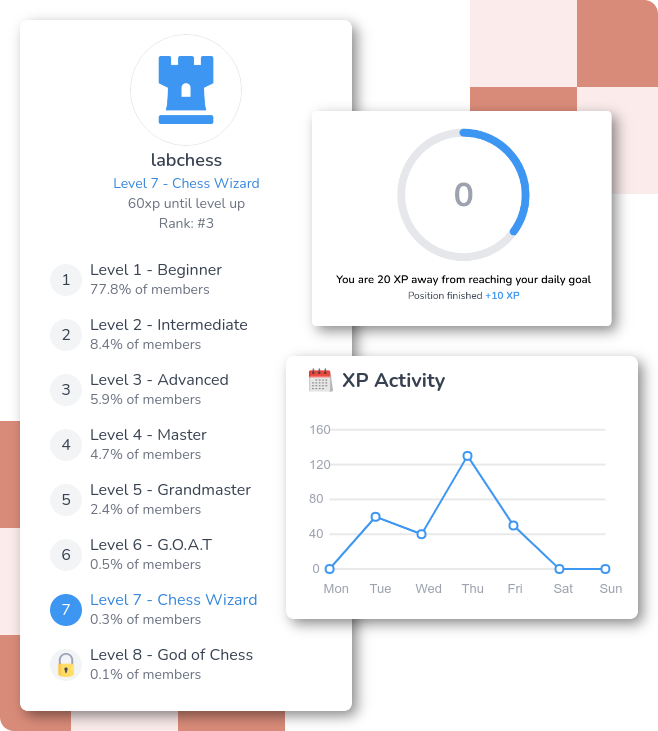 labchess
Level 7 - Chess Wizard
60xp until level up
Rank: #3
1
Level 1 - Beginner
77.8% of members
2
Level 2 - Intermediate
8.4% of members
3
Level 3 - Advanced
5.9% of members
4
Level 4 - Master
4.7% of members
5
Level 5 - Grandmaster
2.4% of members
6
Level 6 - G.O.A.T
0.5% of members
7
Level 7 - Chess Wizard
0.3% of members
Level 8 - God of Chess
0.1% of members
0
You are 20 XP away from reaching your daily goal
Position finished +10 XP
XP Activity
160
120
80
40
0
Mon Tue Wed Thu Fri Sat Sun